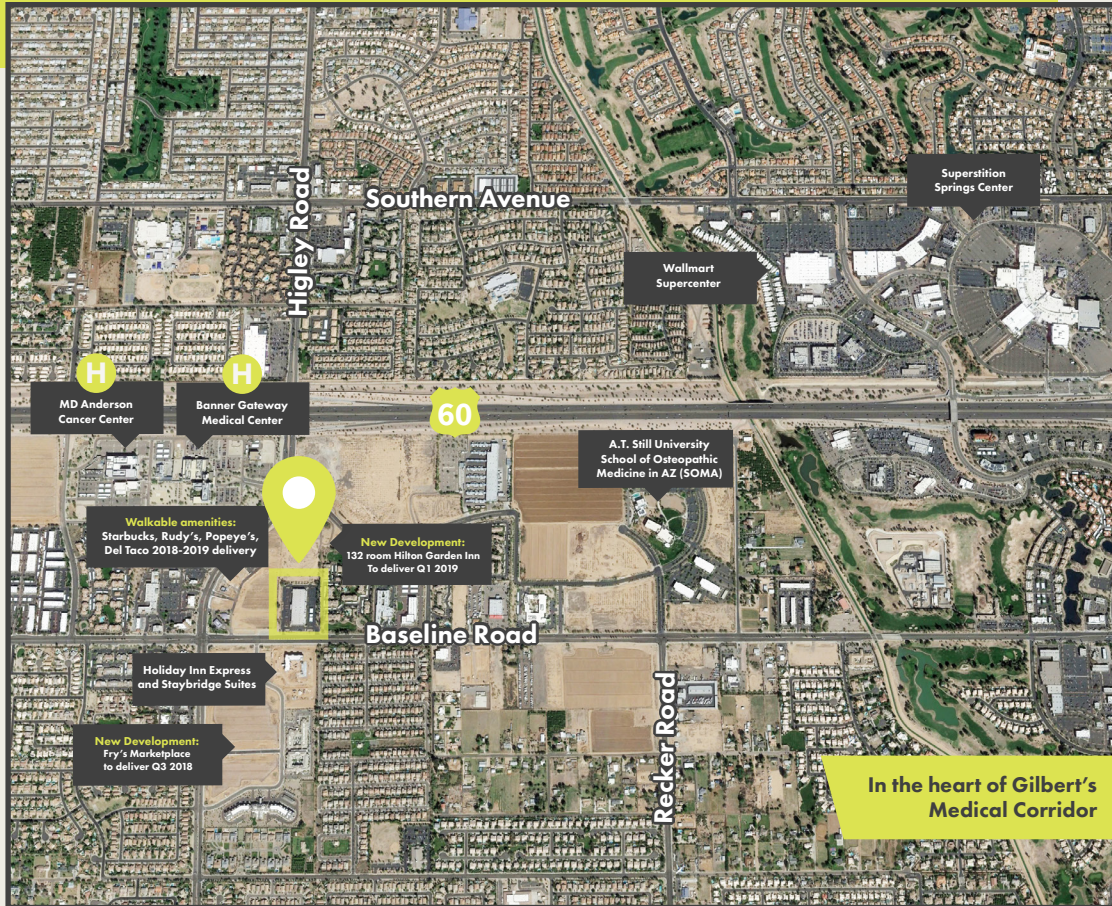 Southern Avenue
Higley Road
Superstition
Springs Center
Wallmart
Supercenter
H
MD Anderson
Cancer Center
H
Banner Gateway
Medical Center
60
A.T. Still University
School of Osteopathic
Medicine in AZ (SOMA)
Walkable amenities:
Starbucks, Rudy's, Popeye's,
Del Taco 2018-2019 delivery
New Development:
132 room Hilton Garden Inn
To deliver Q1 2019
Baseline Road
Holiday Inn Express
and Staybridge Suites
Recker Road
New Development:
Fry's Marketplace
to deliver Q3 2018
In the heart of Gilbert's
Medical Corridor